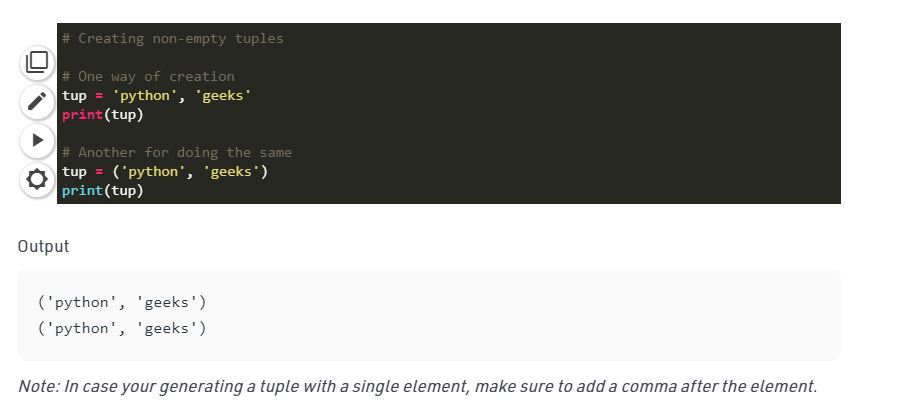 # Creating non-empty tuples
# One way of creation
tup = 'python', 'geeks'
print(tup)
# Another for doing the same
tup = ('python', 'geeks')
print(tup)
Output
('python', 'geeks')
('python', 'geeks')
Note: In case your generating a tuple with a single element, make sure to add a comma after the element.